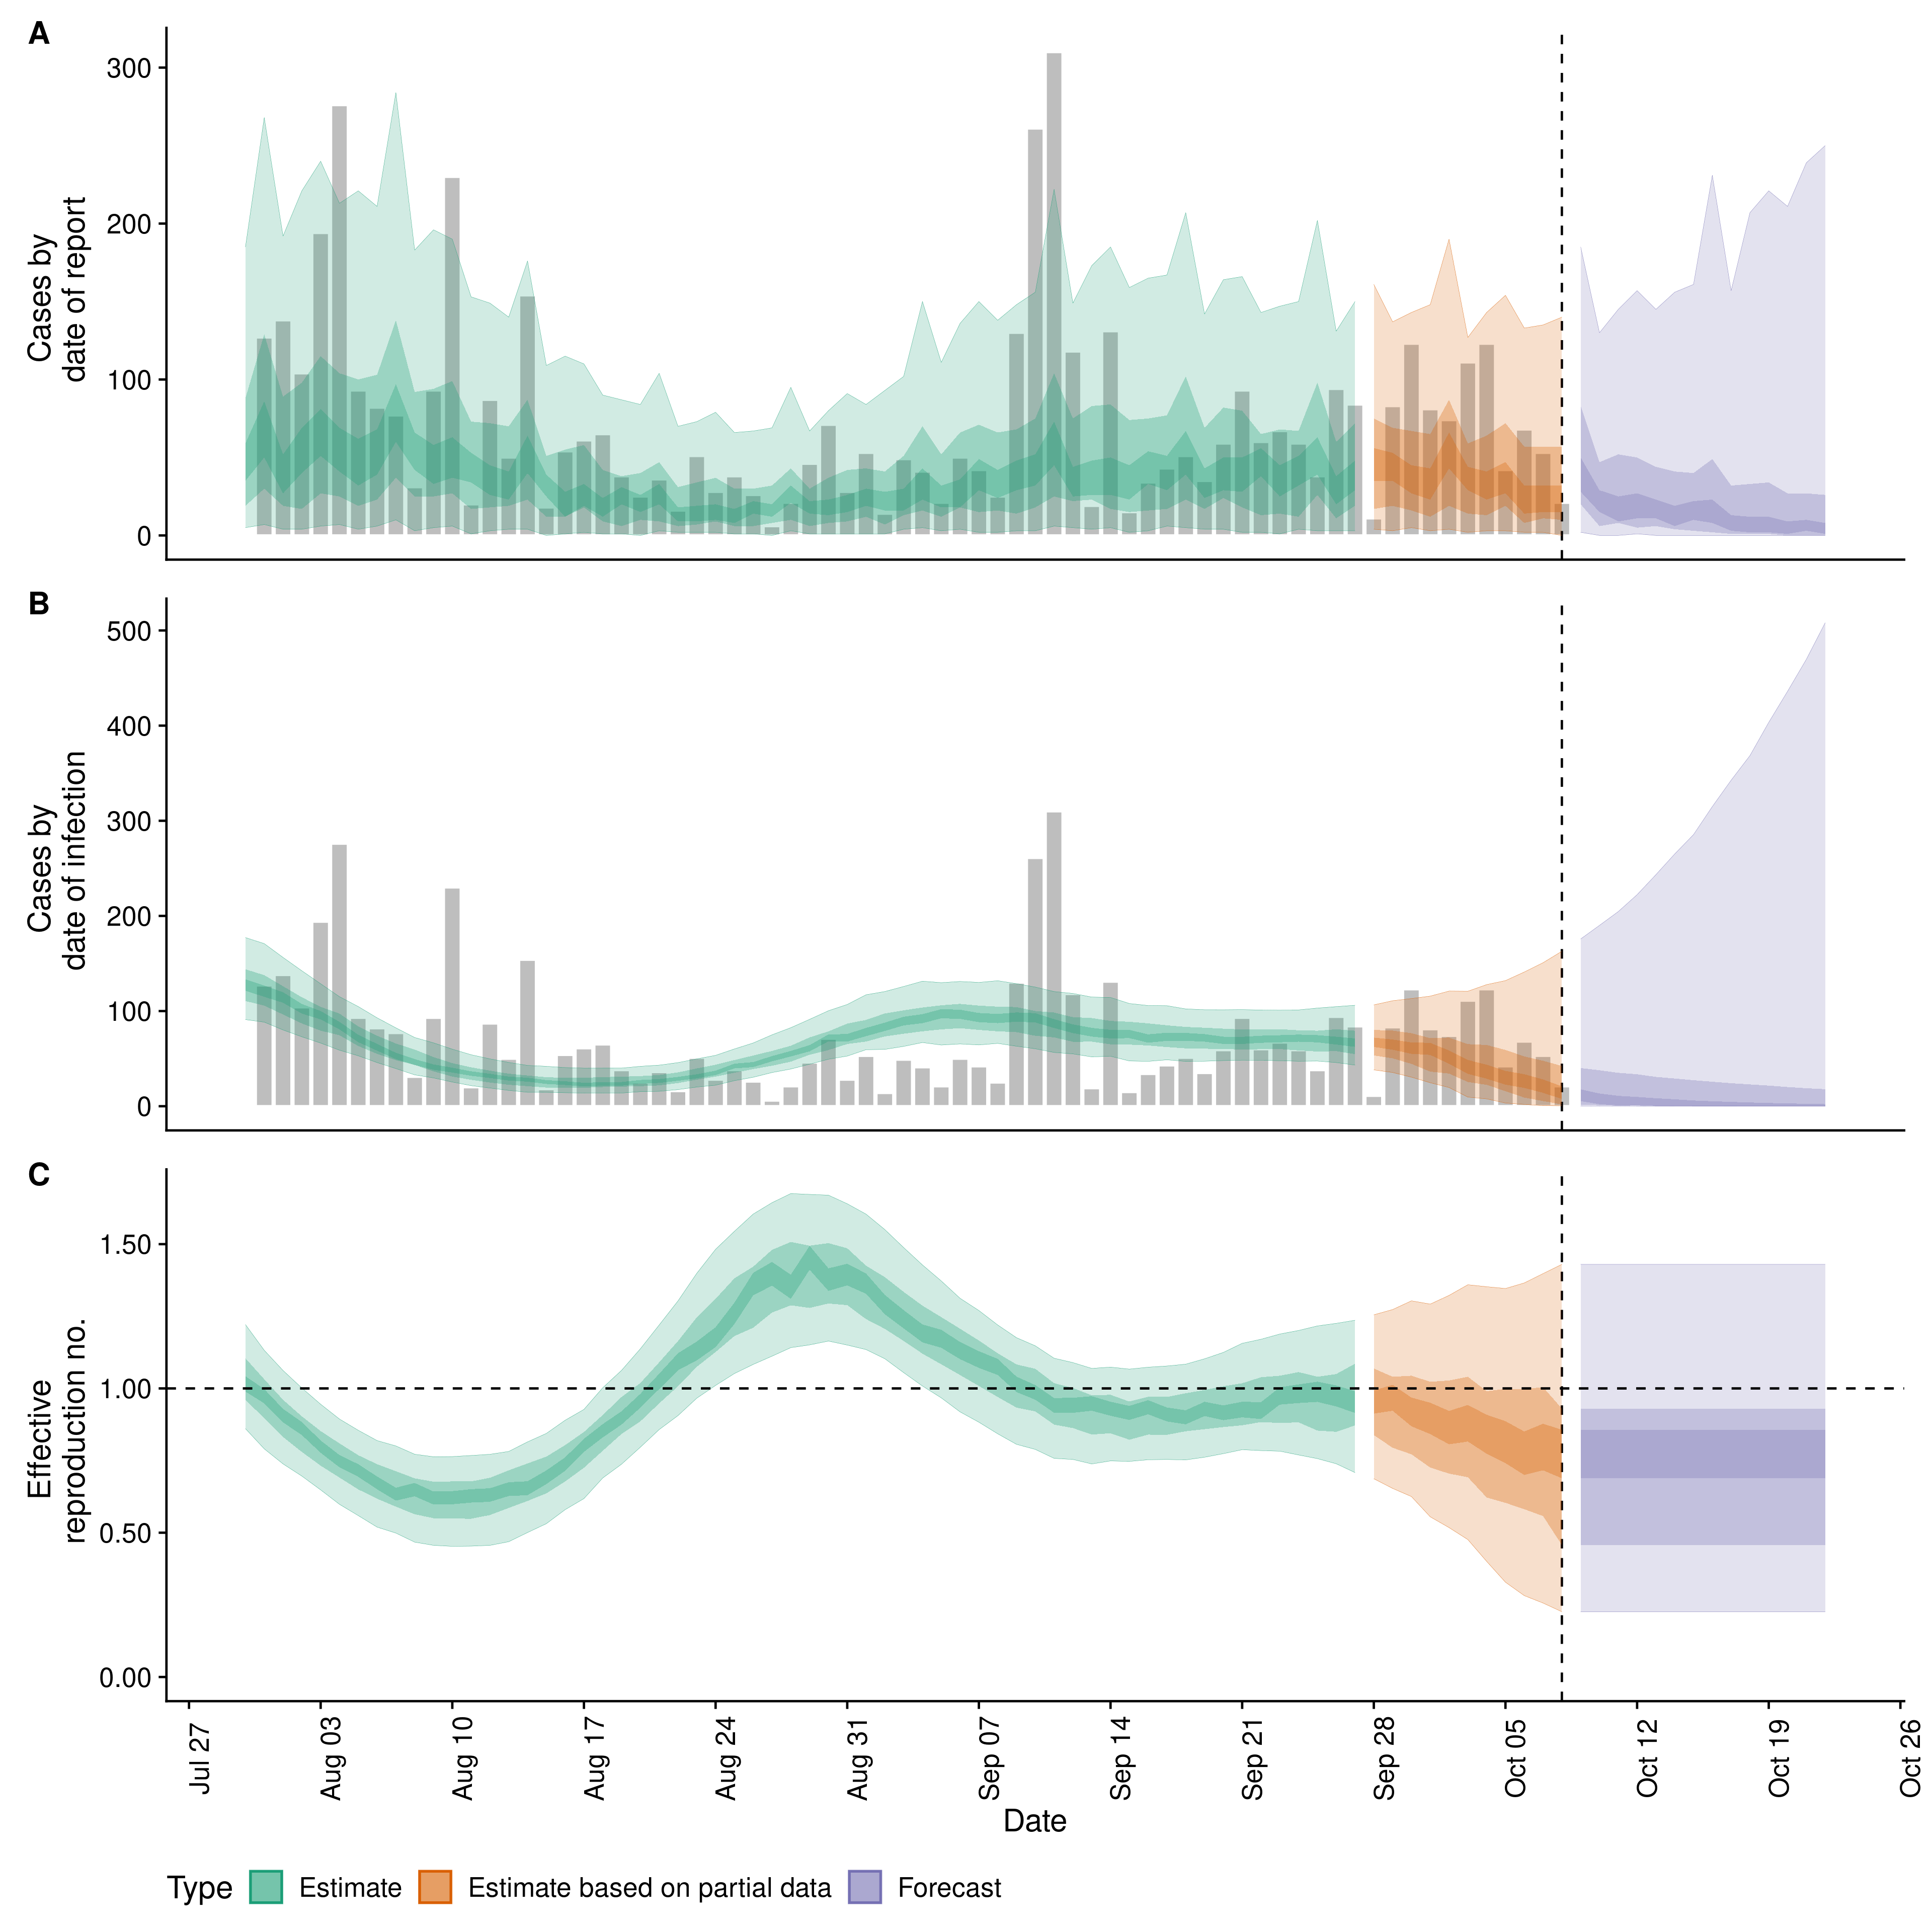 A
Cases by
date of report
300
200
100
0
B
Cases by
date of infection
500
400
300
200
100
0
C
Effective
reproduction no.
1.50
1.00
0.50
0.00
Jul 27
Aug 03
Aug 10
Aug 17
Aug 24
Aug 31
Sep 07
Sep 14
Sep 21
Sep 28
Oct 05
Oct 12
Oct 19
Oct 26
Date
Type Estimate Estimate based on partial data Forecast